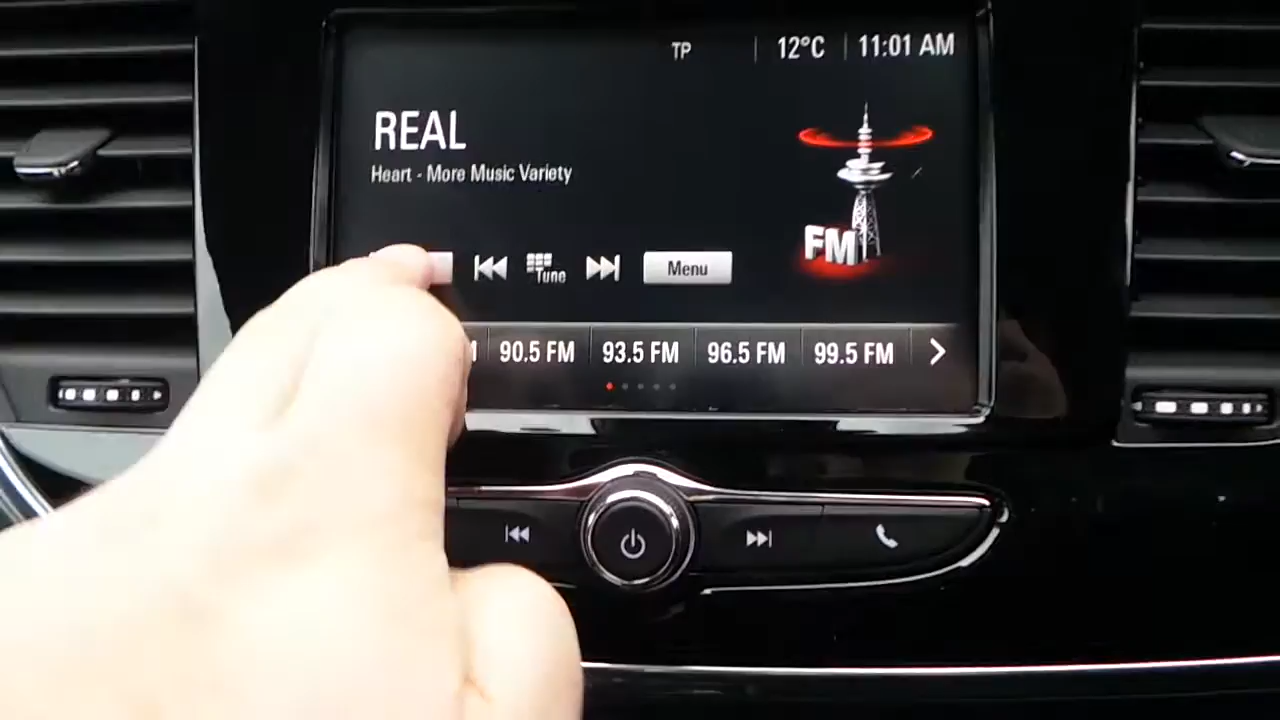 TP 12°C 11:01 AM
REAL
Heart - More Music Variety
FM
Tune
Menu
90.5 FM 93.5 FM 96.5 FM 99.5 FM